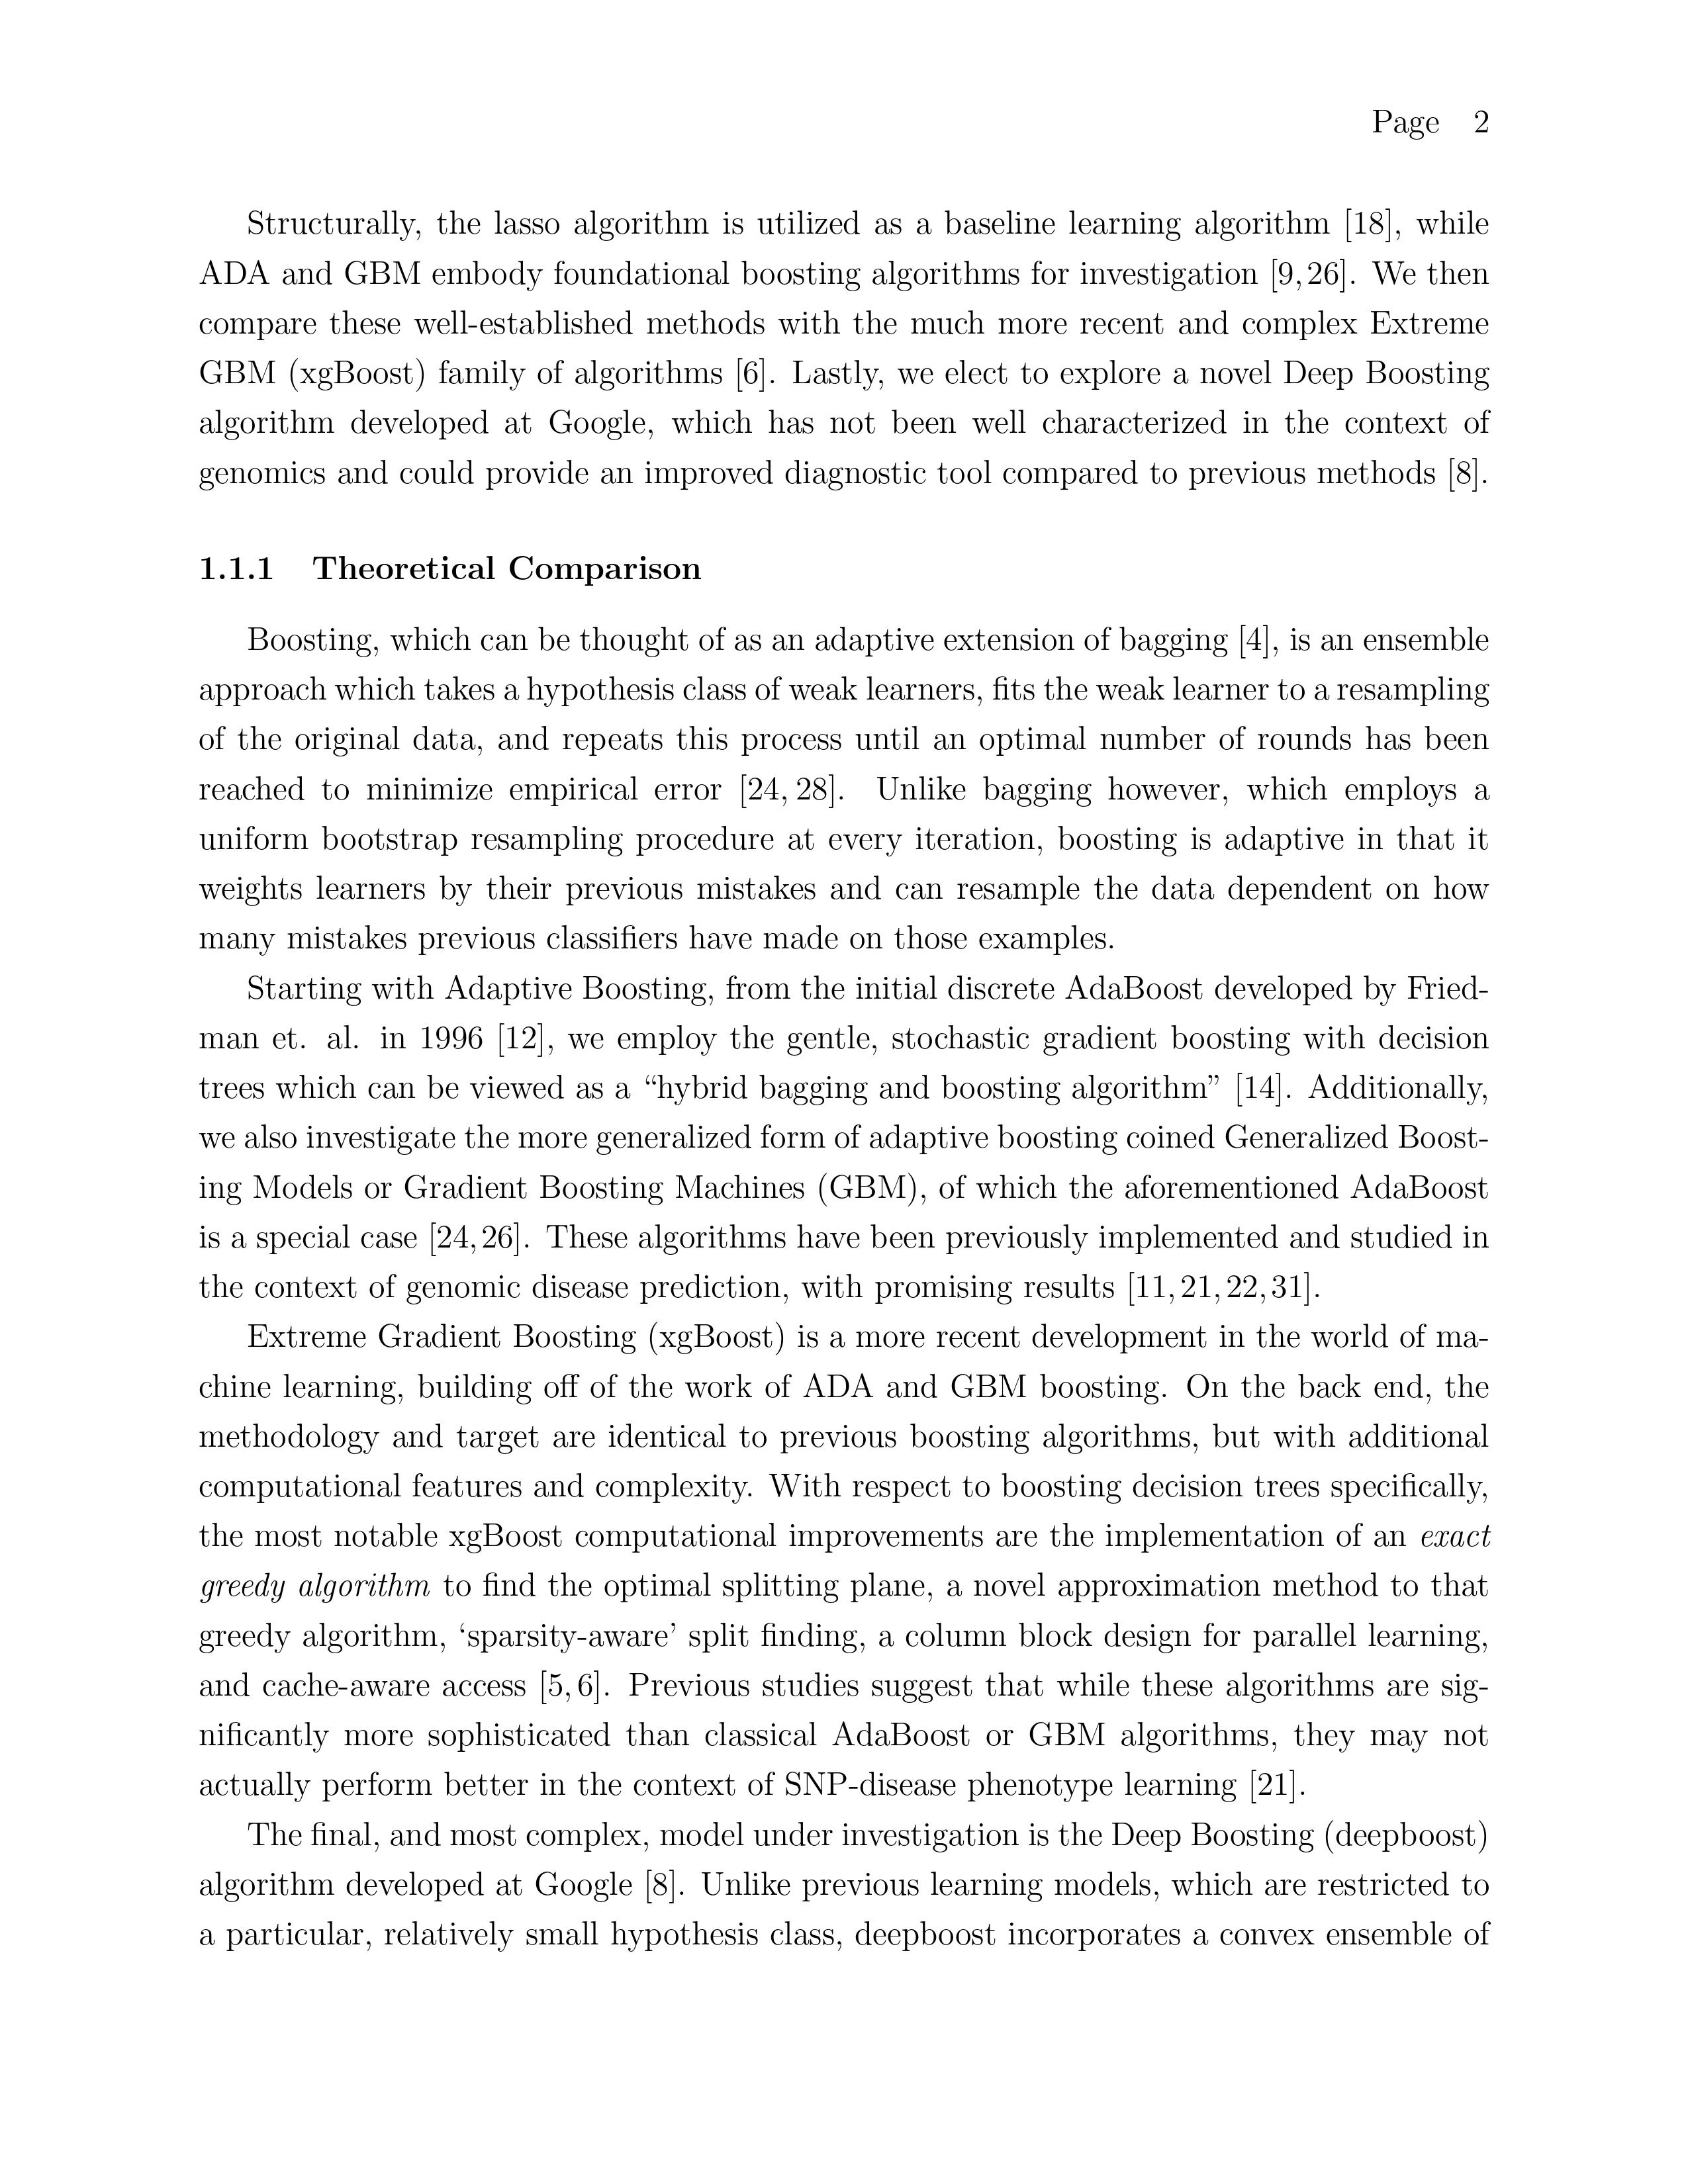 Page 2
Structurally, the lasso algorithm is utilized as a baseline learning algorithm [18], while
ADA and GBM embody foundational boosting algorithms for investigation [9, 26]. We then
compare these well-established methods with the much more recent and complex Extreme
GBM (xgBoost) family of algorithms [6]. Lastly, we elect to explore a novel Deep Boosting
algorithm developed at Google, which has not been well characterized in the context of
genomics and could provide an improved diagnostic tool compared to previous methods [8].
1.1.1 Theoretical Comparison
Boosting, which can be thought of as an adaptive extension of bagging [4], is an ensemble
approach which takes a hypothesis class of weak learners, fits the weak learner to a resampling
of the original data, and repeats this process until an optimal number of rounds has been
reached to minimize empirical error [24, 28]. Unlike bagging however, which employs a
uniform bootstrap resampling procedure at every iteration, boosting is adaptive in that it
weights learners by their previous mistakes and can resample the data dependent on how
many mistakes previous classifiers have made on those examples.
Starting with Adaptive Boosting, from the initial discrete AdaBoost developed by Fried-
man et. al. in 1996 [12], we employ the gentle, stochastic gradient boosting with decision
trees which can be viewed as a “hybrid bagging and boosting algorithm” [14]. Additionally,
we also investigate the more generalized form of adaptive boosting coined Generalized Boost-
ing Models or Gradient Boosting Machines (GBM), of which the aforementioned AdaBoost
is a special case [24, 26]. These algorithms have been previously implemented and studied in
the context of genomic disease prediction, with promising results [11, 21, 22, 31].
Extreme Gradient Boosting (xgBoost) is a more recent development in the world of ma-
chine learning, building off of the work of ADA and GBM boosting. On the back end, the
methodology and target are identical to previous boosting algorithms, but with additional
computational features and complexity. With respect to boosting decision trees specifically,
the most notable xgBoost computational improvements are the implementation of an exact
greedy algorithm to find the optimal splitting plane, a novel approximation method to that
greedy algorithm, ‘sparsity-aware’ split finding, a column block design for parallel learning,
and cache-aware access [5, 6]. Previous studies suggest that while these algorithms are sig-
nificantly more sophisticated than classical AdaBoost or GBM algorithms, they may not
actually perform better in the context of SNP-disease phenotype learning [21].
The final, and most complex, model under investigation is the Deep Boosting (deepboost)
algorithm developed at Google [8]. Unlike previous learning models, which are restricted to
a particular, relatively small hypothesis class, deepboost incorporates a convex ensemble of